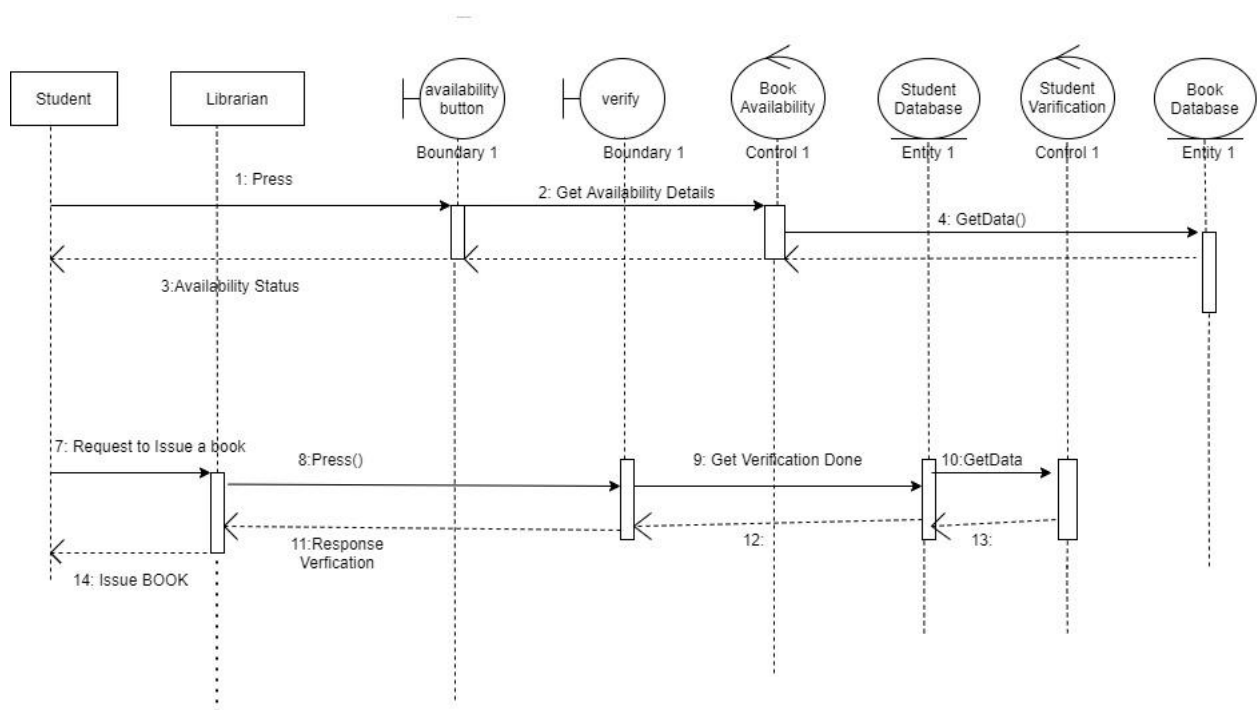 Student
Librarian
availability
button
verify
Book
Availability
Student
Database
Student
Varification
Book
Database
Boundary 1
Boundary 1
Control 1
Entity 1
Control 1
Entity 1
1: Press
2: Get Availability Details
4: GetData()
3:Availability Status
7: Request to Issue a book
8:Press()
9: Get Verification Done
10:GetData
11:Response
Verfication
12:
13:
14: Issue BOOK